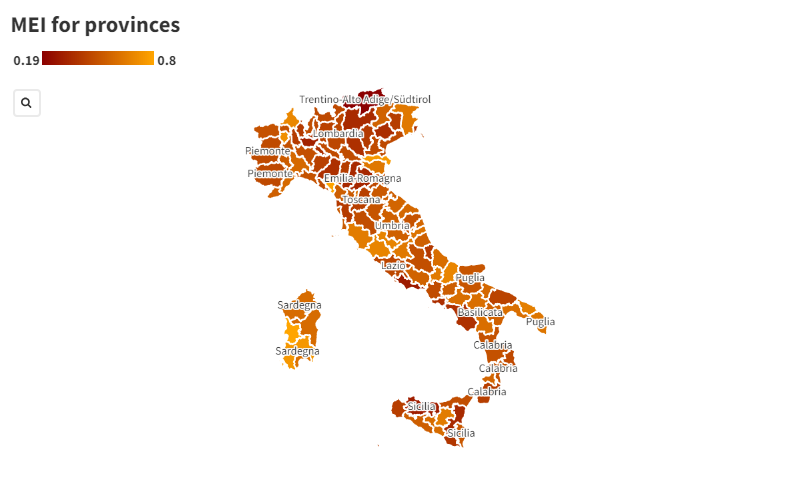 MEI for provinces
0.19 0.8
Trentino-Alto Adige/Südtirol
Lombardia
Piemonte
Piemonte
Emilia-Romagna
Toscana
Umbria
Lazio
Puglia
Sardegna
Basilicata
Puglia
Calabria
Sardegna
Calabria
Calabria
Sicilia
Sicilia